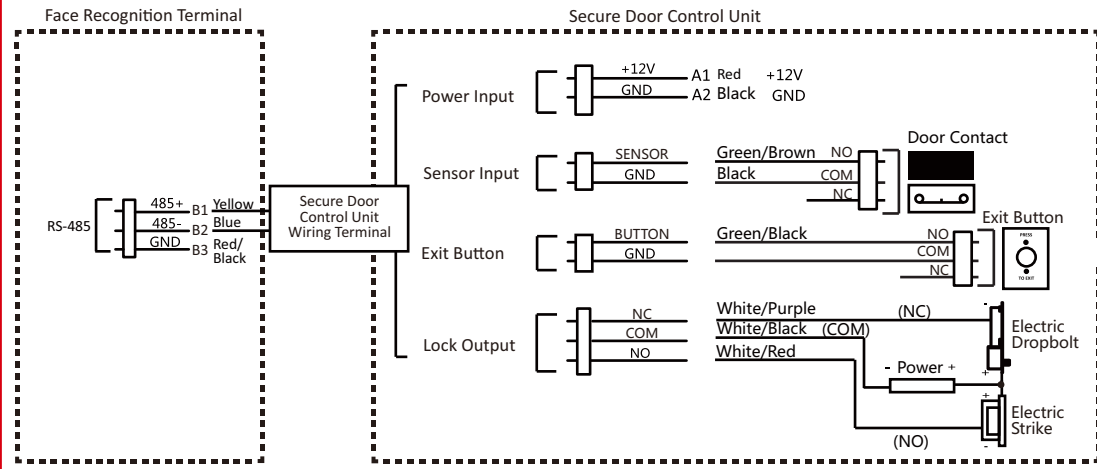 Face Recognition Terminal
Secure Door Control Unit
RS-485
485+ B1 Yellow
485- B2 Blue
GND B3 Red/
Black
Secure Door
Control Unit
Wiring Terminal
Power Input
+12V A1 Red +12V
GND A2 Black GND
Sensor Input
SENSOR Green/Brown NO
GND Black COM
NC
Door Contact
Exit Button
BUTTON Green/Black NO
GND COM
NC
Exit Button
PRESS
TO EXIT
Lock Output
NC White/Purple (NC)
COM White/Black (COM)
NO White/Red
-
Electric
Dropbolt
+
- Power +
+
Electric
Strike
-
(NO)